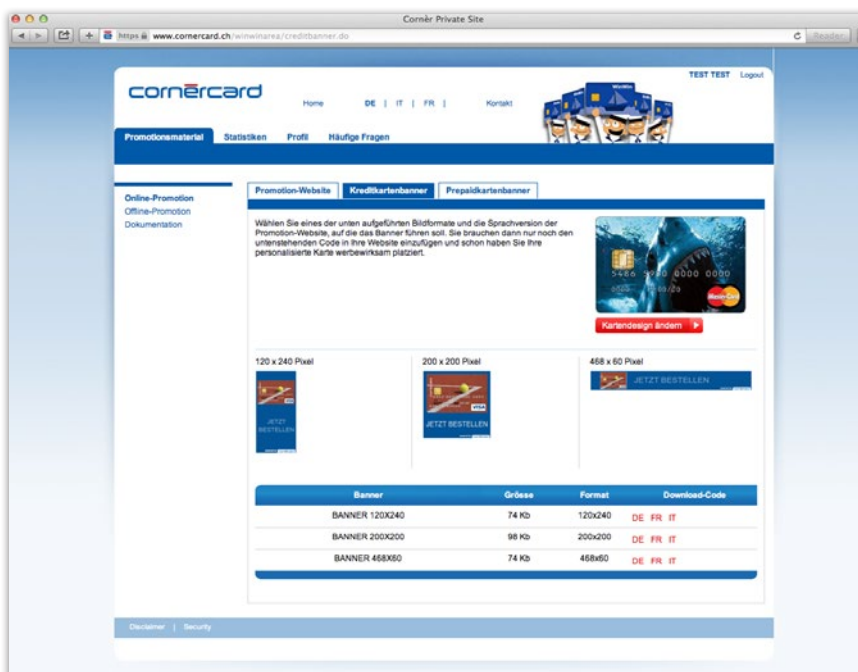 Cornèr Private Site
https www.cornercard.ch/winwinarea/creditbanner.do
Reader
TEST TEST Logout
cornèrcard
Home DE | IT | FR | Kontakt
Promotionsmaterial Statistiken Profil Häufige Fragen
Online-Promotion
Offline-Promotion
Dokumentation
Promotion-Website Kreditkartenbanner Prepaidkartenbanner
Wählen Sie eines der unten aufgeführten Bildformate und die Sprachversion der
Promotion-Website, auf die das Banner führen soll. Sie brauchen dann nur noch den
untenstehenden Code in Ihre Website einzufügen und schon haben Sie Ihre
personalisierte Karte werbewirksam platziert.
0000 0000
MasterCard
Kartendesign ändern
120 x 240 Pixel 200 x 200 Pixel 468 x 60 Pixel
JETZT
BESTELLEN
VISA
JETZT BESTELLEN
JETZT BESTELLEN
Banner Grösse Format Download-Code
BANNER 120X240 74 Kb 120x240 DE FR IT
BANNER 200X200 98 Kb 200x200 DE FR IT
BANNER 468X60 74 Kb 468x60 DE FR IT
Disclaimer | Security